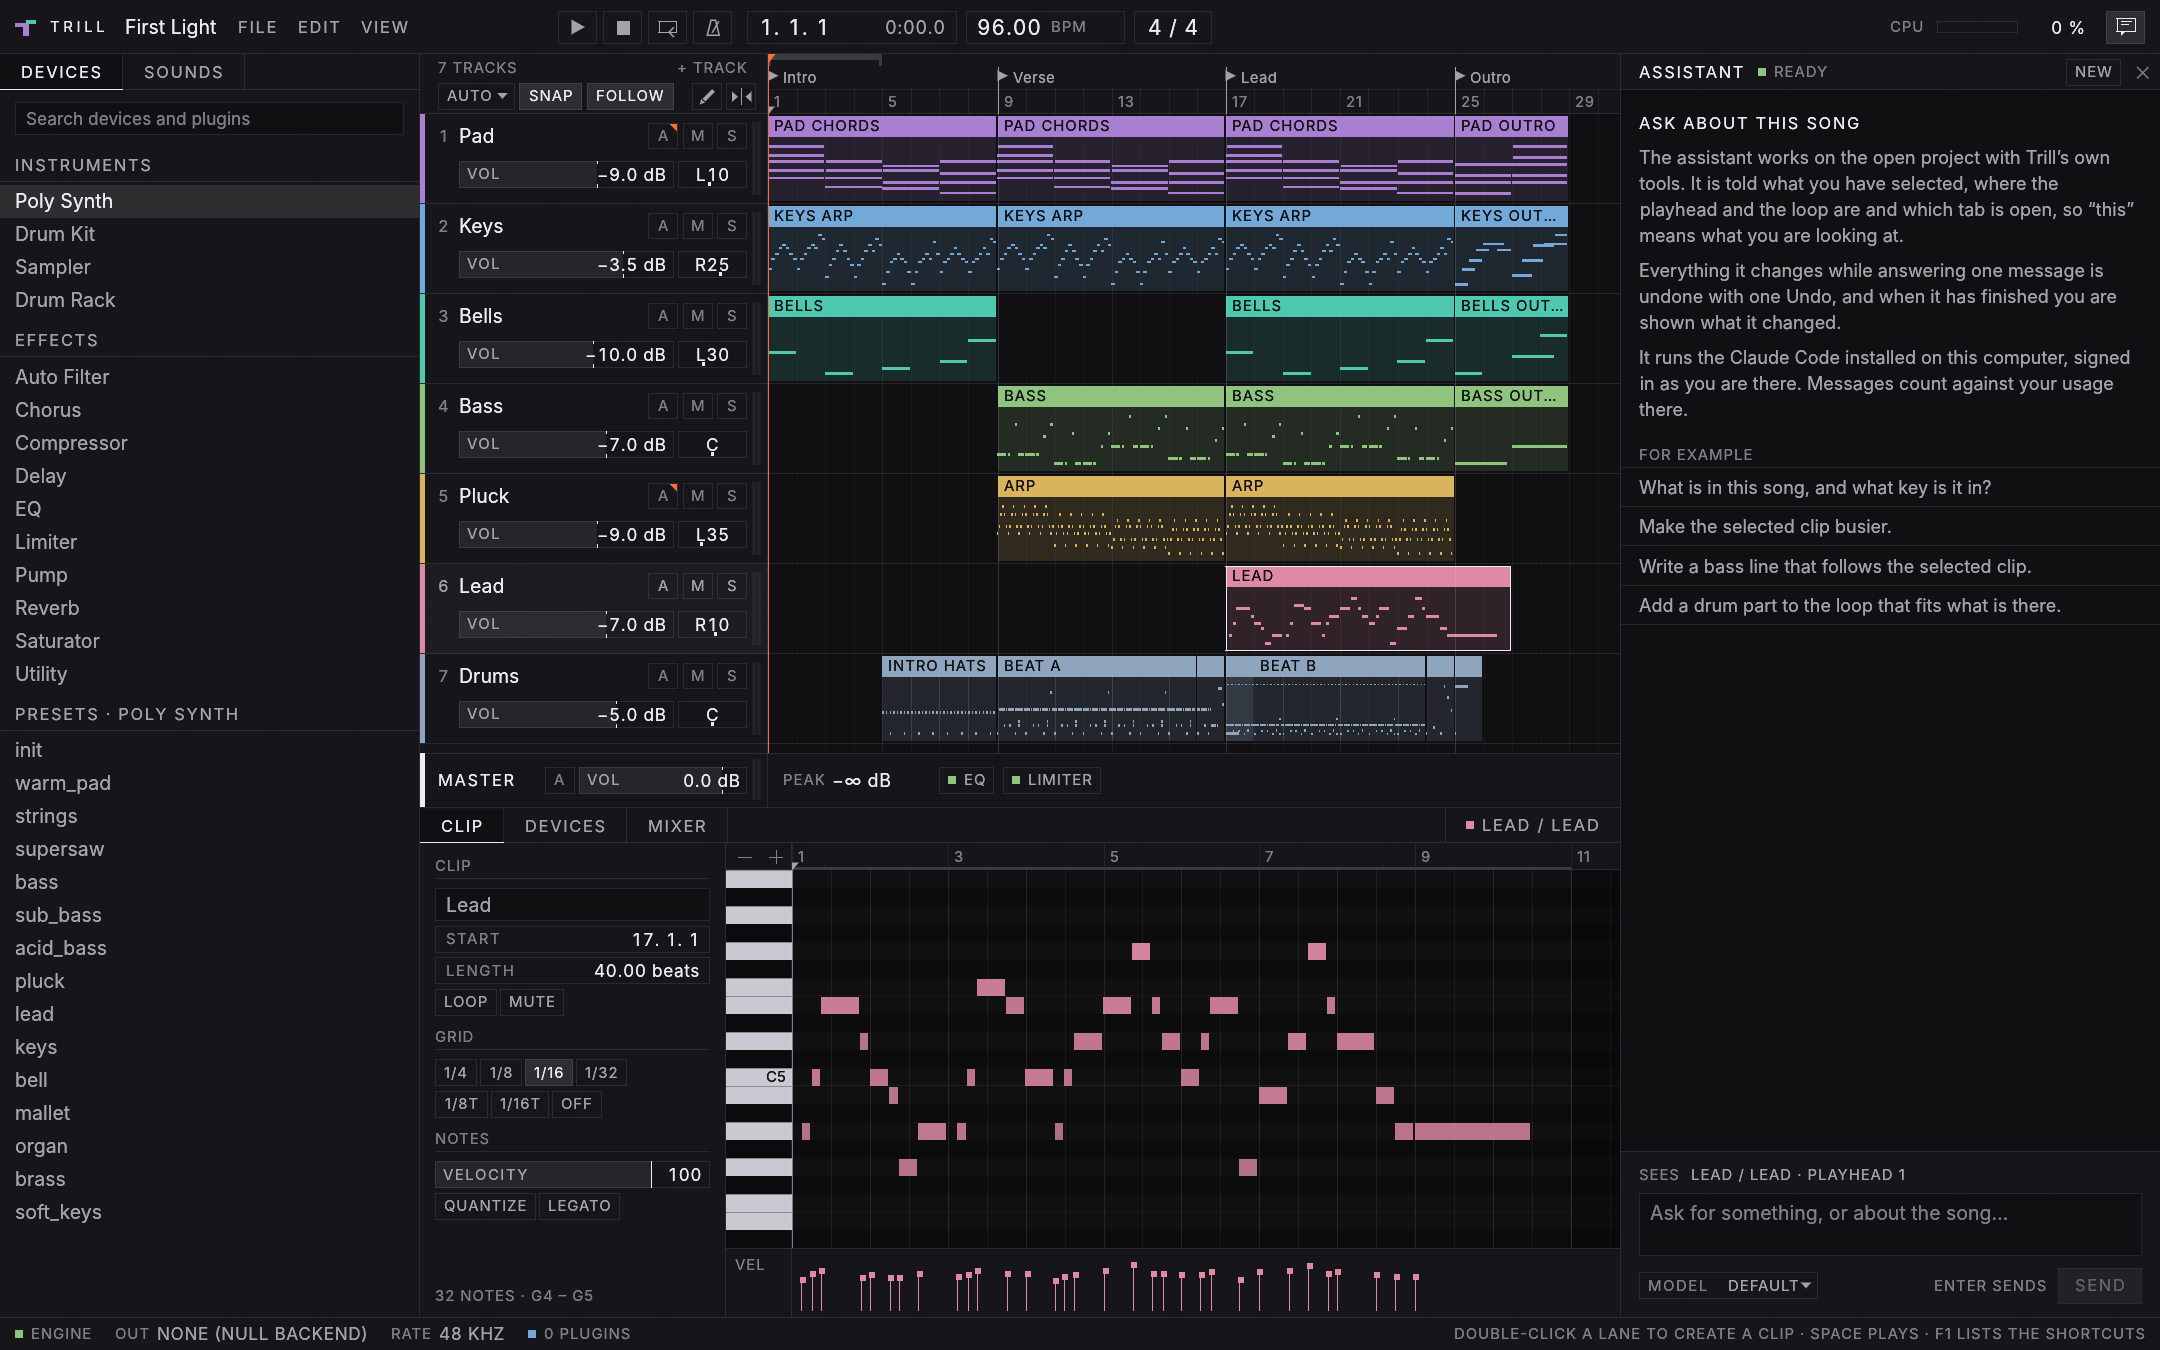 TRILL First Light FILE EDIT VIEW 1. 1. 1 0:00.0 96.00 BPM 4 / 4 CPU 0 %
DEVICES SOUNDS
Search devices and plugins
INSTRUMENTS
Poly Synth
Drum Kit
Sampler
Drum Rack
EFFECTS
Auto Filter
Chorus
Compressor
Delay
EQ
Limiter
Pump
Reverb
Saturator
Utility
PRESETS · POLY SYNTH
init
warm_pad
strings
supersaw
bass
sub_bass
acid_bass
pluck
lead
keys
bell
mallet
organ
brass
soft_keys
7 TRACKS + TRACK
AUTO SNAP FOLLOW
Intro Verse Lead Outro
1 5 9 13 17 21 25 29
1 Pad A M S
VOL −9.0 dB L10
PAD CHORDS PAD CHORDS PAD CHORDS PAD OUTRO
2 Keys A M S
VOL −3.5 dB R25
KEYS ARP KEYS ARP KEYS ARP KEYS OUT...
3 Bells A M S
VOL −10.0 dB L30
BELLS BELLS BELLS OUT...
4 Bass A M S
VOL −7.0 dB C
BASS BASS BASS OUT...
5 Pluck A M S
VOL −9.0 dB L35
ARP ARP
6 Lead A M S
VOL −7.0 dB R10
LEAD
7 Drums A M S
VOL −5.0 dB C
INTRO HATS BEAT A BEAT B
MASTER A VOL 0.0 dB PEAK −∞ dB EQ LIMITER
CLIP DEVICES MIXER LEAD / LEAD
CLIP
Lead
START 17. 1. 1
LENGTH 40.00 beats
LOOP MUTE
GRID
1/4 1/8 1/16 1/32
1/8T 1/16T OFF
NOTES
VELOCITY 100
QUANTIZE LEGATO
32 NOTES · G4 – G5
1 3 5 7 9 11
C5
VEL
ASSISTANT READY NEW
ASK ABOUT THIS SONG
The assistant works on the open project with Trill’s own
tools. It is told what you have selected, where the
playhead and the loop are and which tab is open, so “this”
means what you are looking at.
Everything it changes while answering one message is
undone with one Undo, and when it has finished you are
shown what it changed.
It runs the Claude Code installed on this computer, signed
in as you are there. Messages count against your usage
there.
FOR EXAMPLE
What is in this song, and what key is it in?
Make the selected clip busier.
Write a bass line that follows the selected clip.
Add a drum part to the loop that fits what is there.
SEES LEAD / LEAD · PLAYHEAD 1
Ask for something, or about the song...
MODEL DEFAULT ENTER SENDS SEND
ENGINE OUT NONE (NULL BACKEND) RATE 48 KHZ 0 PLUGINS
DOUBLE-CLICK A LANE TO CREATE A CLIP · SPACE PLAYS · F1 LISTS THE SHORTCUTS